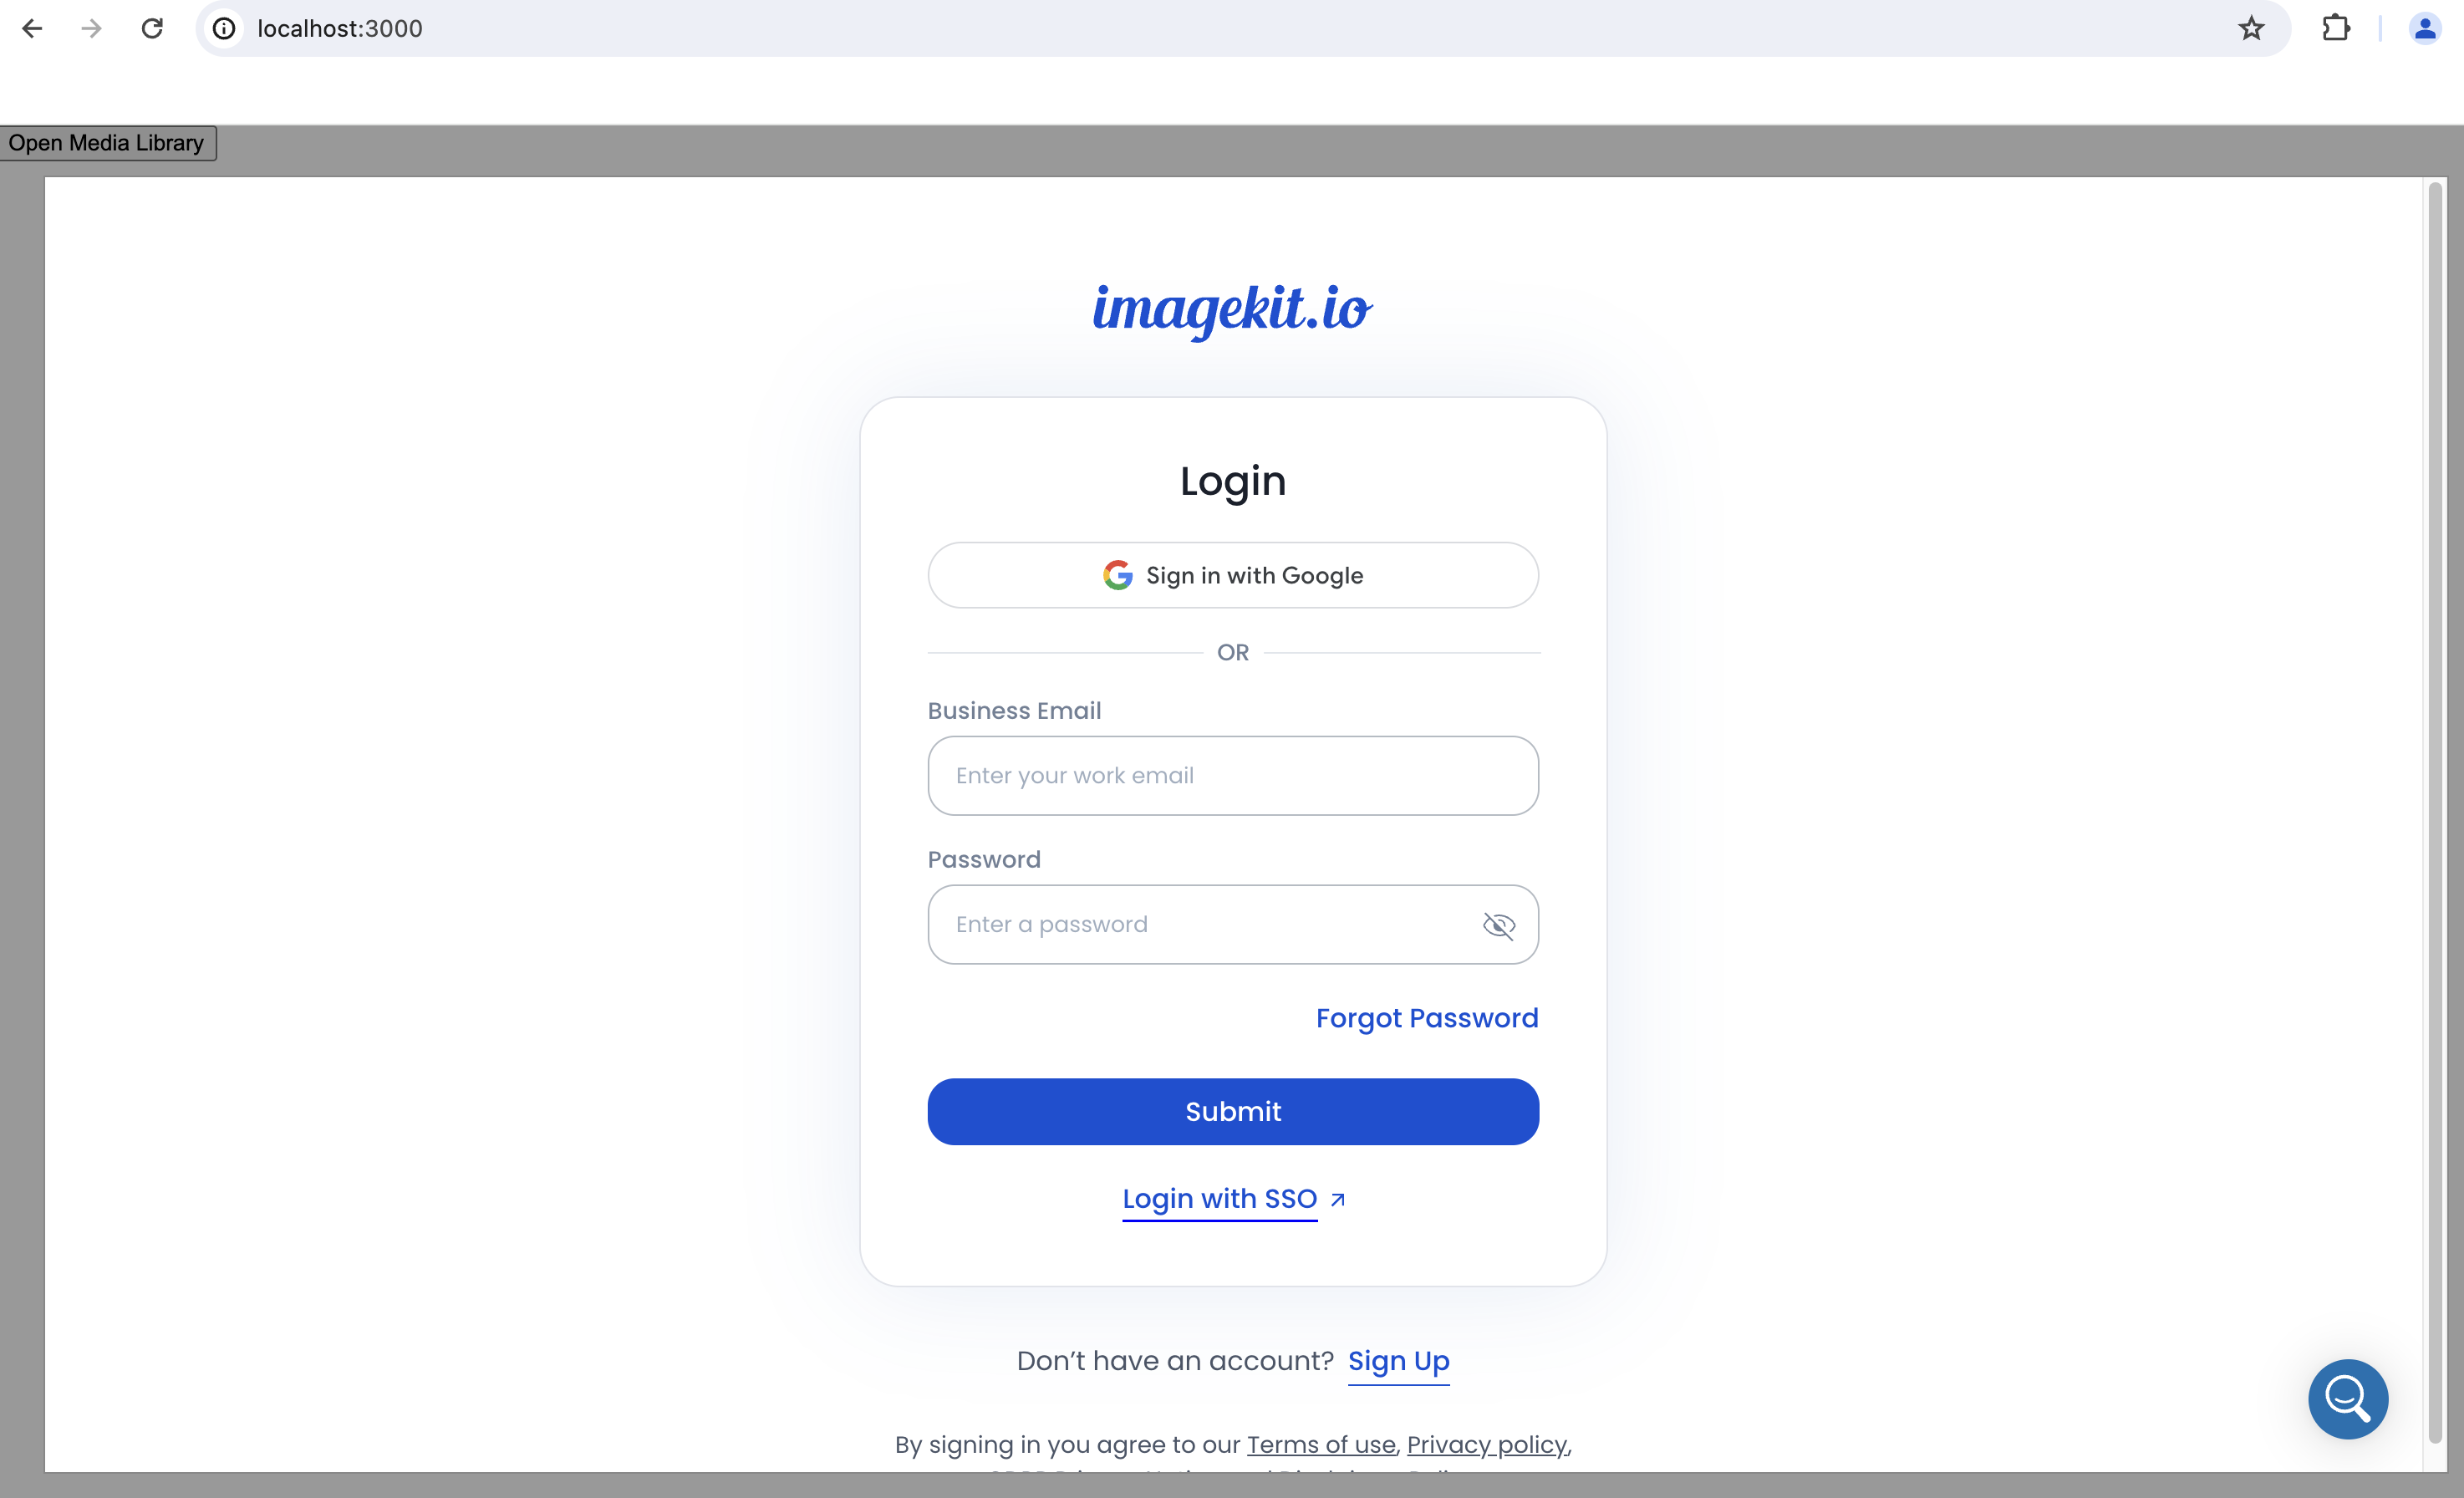 localhost:3000
Open Media Library
imagekit.io
Login
Sign in with Google
OR
Business Email
Enter your work email
Password
Enter a password
Forgot Password
Submit
Login with SSO
Don’t have an account? Sign Up
By signing in you agree to our Terms of use, Privacy policy,